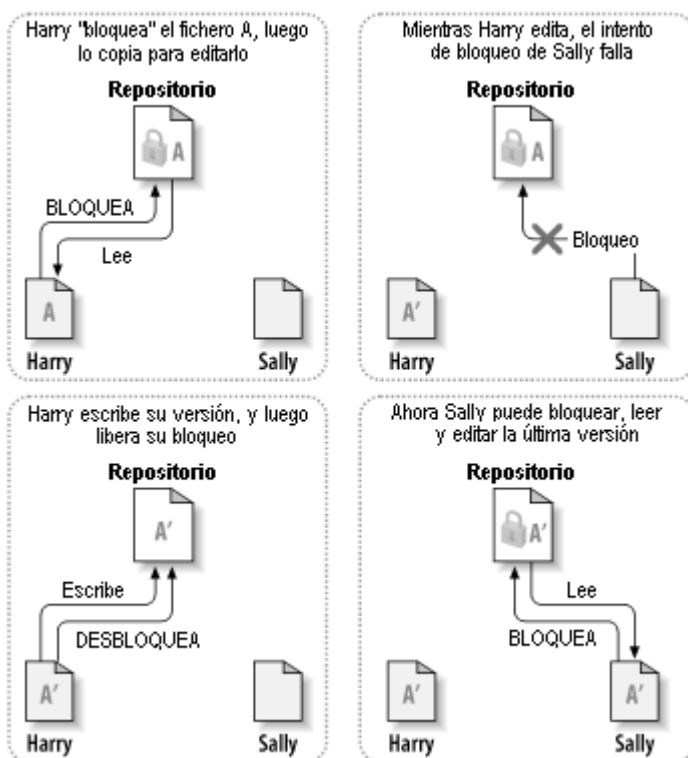 Harry "bloquea" el fichero A, luego
lo copia para editarlo
Repositorio
A
BLOQUEA
Lee
A
Harry
Sally
Mientras Harry edita, el intento
de bloqueo de Sally falla
Repositorio
A
Bloqueo
A'
Harry
Sally
Harry escribe su versión, y luego
libera su bloqueo
Repositorio
A'
Escribe
DESBLOQUEA
A'
Harry
Sally
Ahora Sally puede bloquear, leer
y editar la última versión
Repositorio
A'
Lee
BLOQUEA
A'
Harry
A'
Sally